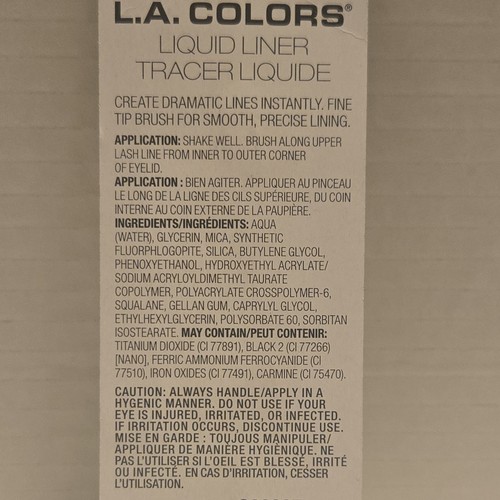 L.A. COLORS®
LIQUID LINER
TRACER LIQUIDE
CREATE DRAMATIC LINES INSTANTLY. FINE
TIP BRUSH FOR SMOOTH, PRECISE LINING.
APPLICATION: SHAKE WELL. BRUSH ALONG UPPER
LASH LINE FROM INNER TO OUTER CORNER
OF EYELID.
APPLICATION : BIEN AGITER. APPLIQUER AU PINCEAU
LE LONG DE LA LIGNE DES CILS SUPÉRIEURE, DU COIN
INTERNE AU COIN EXTERNE DE LA PAUPIÈRE.
INGREDIENTS/INGRÉDIENTS: AQUA
(WATER), GLYCERIN, MICA, SYNTHETIC
FLUORPHLOGOPITE, SILICA, BUTYLENE GLYCOL,
PHENOXYETHANOL, HYDROXYETHYL ACRYLATE/
SODIUM ACRYLOYLDIMETHYL TAURATE
COPOLYMER, POLYACRYLATE CROSSPOLYMER-6,
SQUALANE, GELLAN GUM, CAPRYLYL GLYCOL,
ETHYLHEXYLGLYCERIN, POLYSORBATE 60, SORBITAN
ISOSTEARATE. MAY CONTAIN/PEUT CONTENIR:
TITANIUM DIOXIDE (CI 77891), BLACK 2 (CI 77266)
[NANO], FERRIC AMMONIUM FERROCYANIDE (CI
77510), IRON OXIDES (CI 77491), CARMINE (CI 75470).
CAUTION: ALWAYS HANDLE/APPLY IN A
HYGENIC MANNER. DO NOT USE IF YOUR
EYE IS INJURED, IRRITATED, OR INFECTED.
IF IRRITATION OCCURS, DISCONTINUE USE.
MISE EN GARDE : TOUJOUS MANIPULER/
APPLIQUER DE MANIÈRE HYGIÉNIQUE. NE
PAS L'UTILISER SI L'OEIL EST BLESSÉ, IRRITÉ
OU INFECTÉ. EN CAS D'IRRITATION, CESSER
L'UTILISATION.